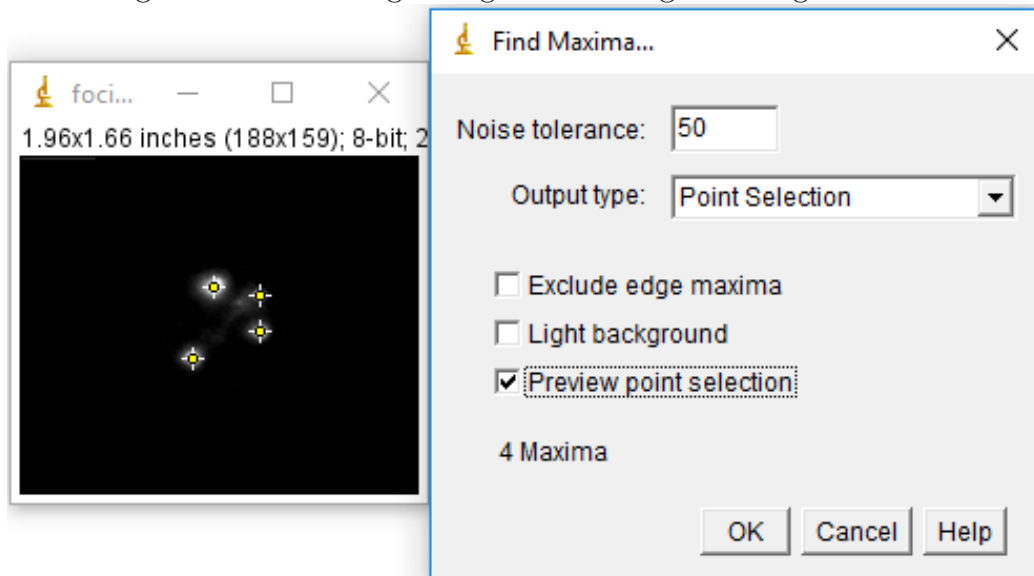 foci...
1.96x1.66 inches (188x159); 8-bit; 2
Find Maxima...
Noise tolerance: 50
Output type: Point Selection
Exclude edge maxima
Light background
Preview point selection
4 Maxima
OK Cancel Help